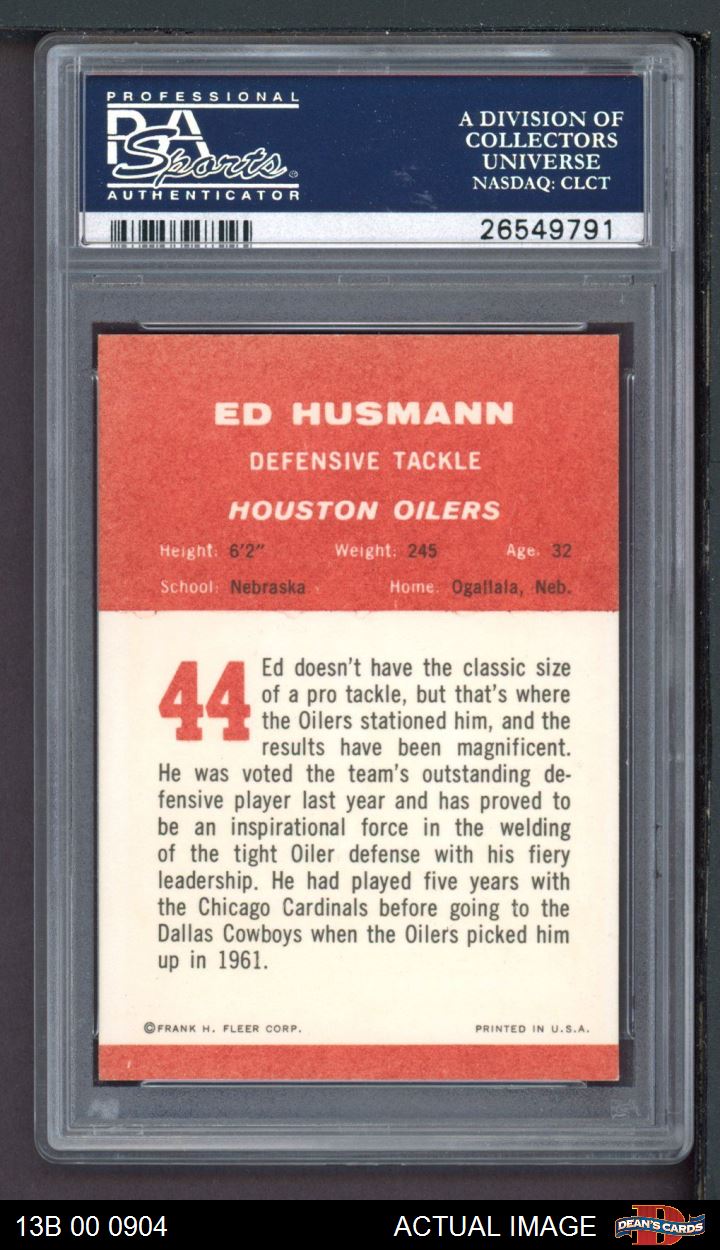 PROFESSIONAL
PSA
Sports
AUTHENTICATOR
A DIVISION OF
COLLECTORS
UNIVERSE
NASDAQ: CLCT
26549791
ED HUSMANN
DEFENSIVE TACKLE
HOUSTON OILERS
Height: 6'2" Weight: 245 Age: 32
School: Nebraska Home: Ogallala, Neb.
44
Ed doesn't have the classic size
of a pro tackle, but that's where
the Oilers stationed him, and the
results have been magnificent.
He was voted the team's outstanding de-
fensive player last year and has proved to
be an inspirational force in the welding
of the tight Oiler defense with his fiery
leadership. He had played five years with
the Chicago Cardinals before going to the
Dallas Cowboys when the Oilers picked him
up in 1961.
©FRANK H. FLEER CORP. PRINTED IN U.S.A.
13B 00 0904 ACTUAL IMAGE DEAN'S CARDS